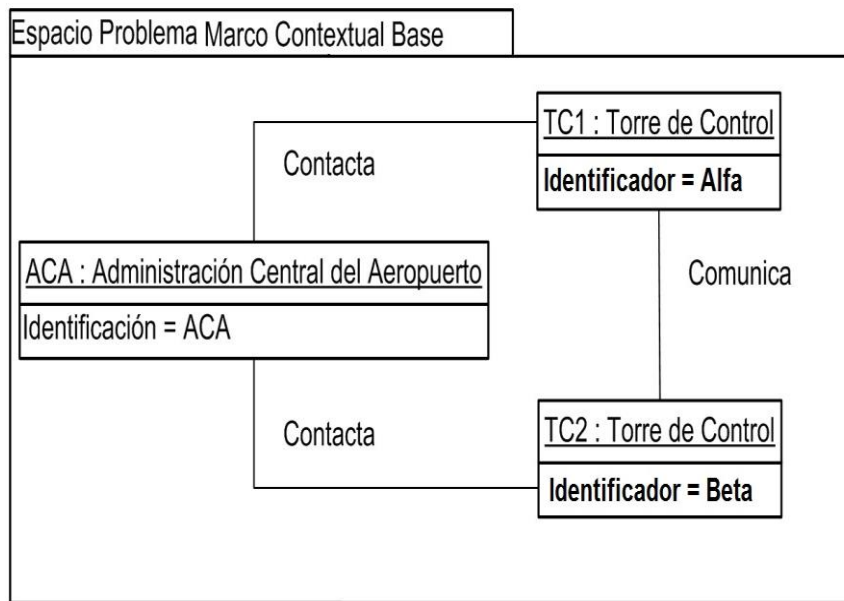 Espacio Problema Marco Contextual Base
TC1 : Torre de Control
Identificador = Alfa
Contacta
ACA : Administración Central del Aeropuerto
Identificación = ACA
Comunica
Contacta
TC2 : Torre de Control
Identificador = Beta